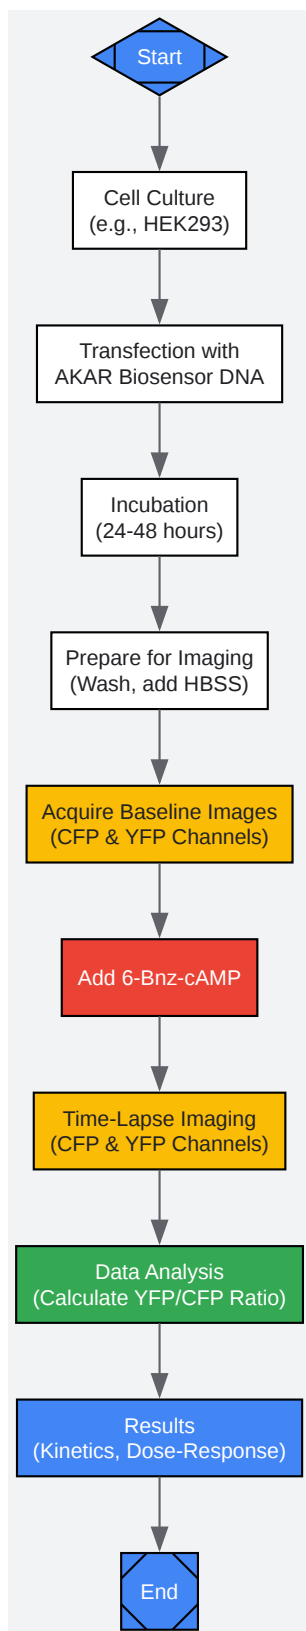 Start
Cell Culture
(e.g., HEK293)
Transfection with
AKAR Biosensor DNA
Incubation
(24-48 hours)
Prepare for Imaging
(Wash, add HBSS)
Acquire Baseline Images
(CFP & YFP Channels)
Add 6-Bnz-cAMP
Time-Lapse Imaging
(CFP & YFP Channels)
Data Analysis
(Calculate YFP/CFP Ratio)
Results
(Kinetics, Dose-Response)
End